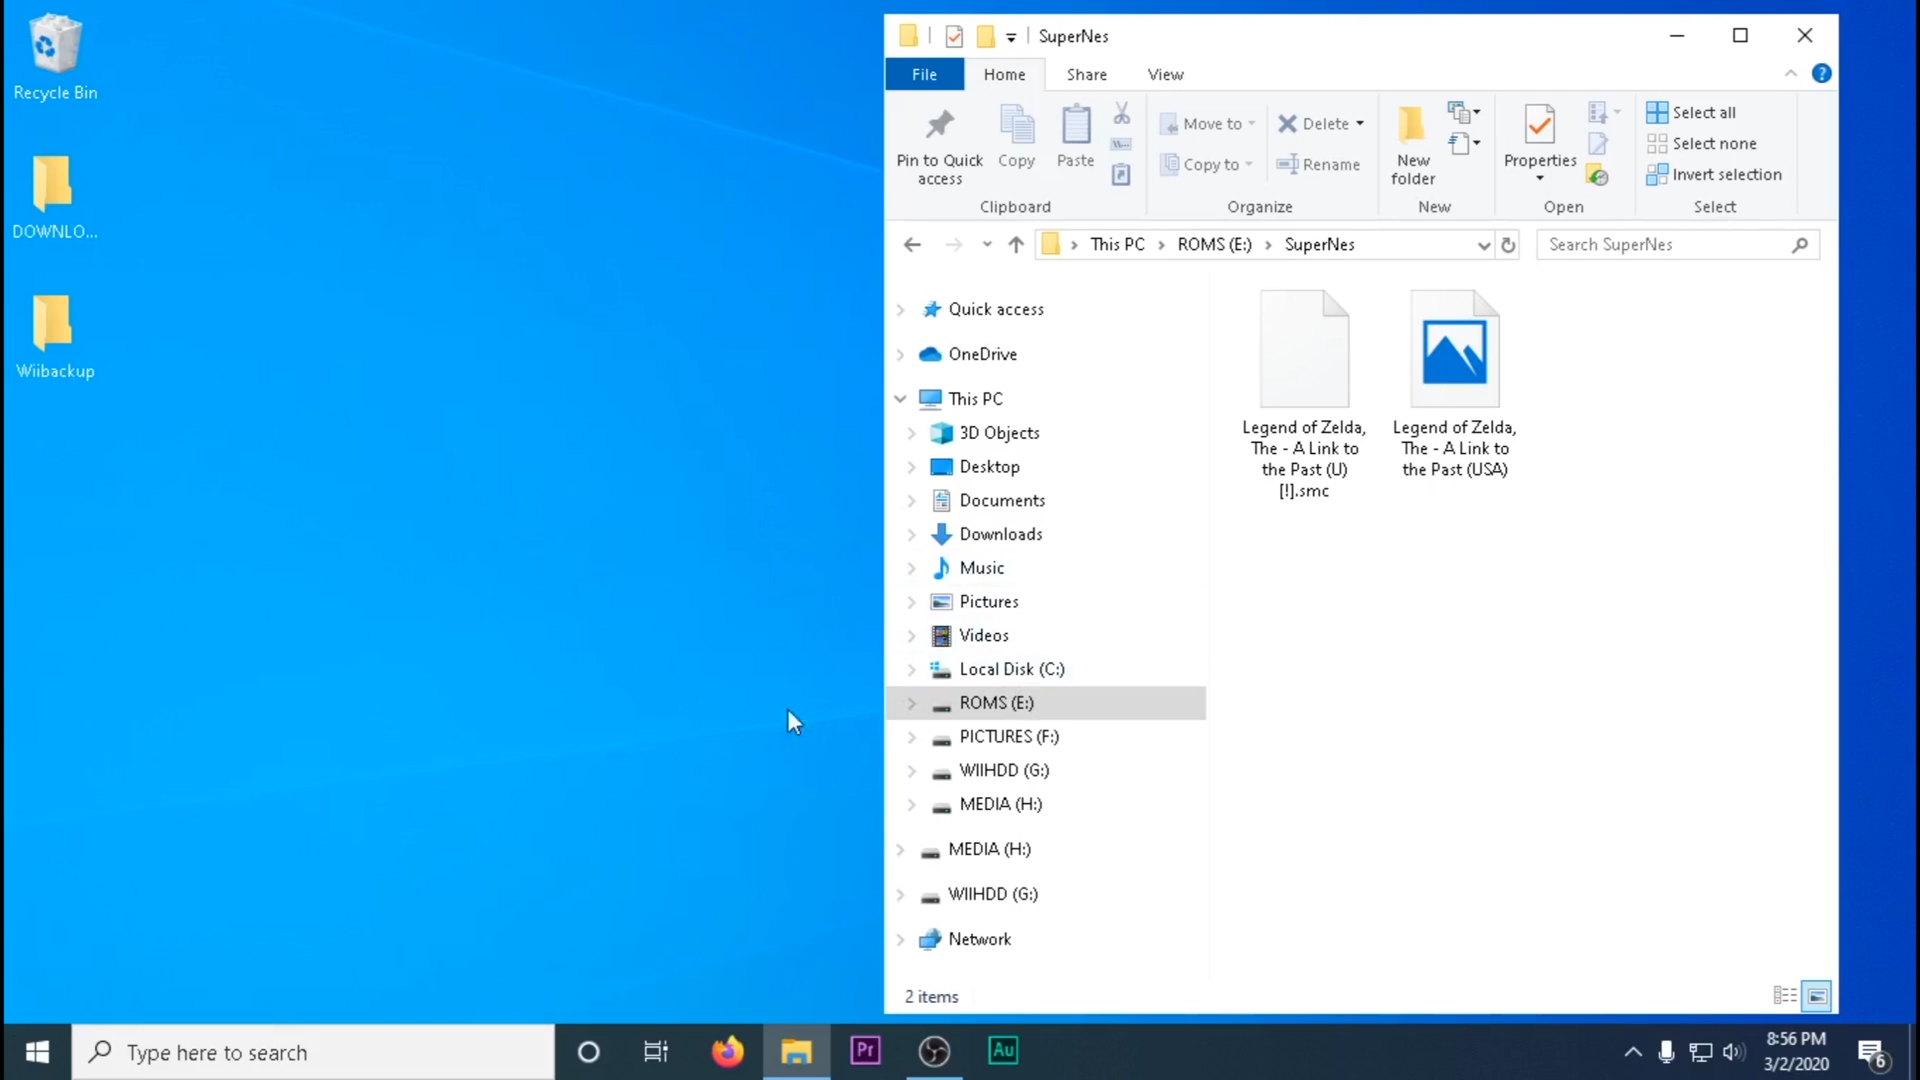 Recycle Bin
DOWNLO...
Wiibackup
SuperNes
File
Home
Share
View
Pin to Quick
access
Copy
Paste
Clipboard
Move to
Copy to
Delete
Rename
Organize
New
folder
New
Properties
Open
Select all
Select none
Invert selection
Select
This PC
ROMS (E:)
SuperNes
Search SuperNes
Quick access
OneDrive
This PC
3D Objects
Desktop
Documents
Downloads
Music
Pictures
Videos
Local Disk (C:)
ROMS (E:)
PICTURES (F:)
WIIHDD (G:)
MEDIA (H:)
MEDIA (H:)
WIIHDD (G:)
Network
Legend of Zelda,
The - A Link to
the Past (U)
[!].smc
Legend of Zelda,
The - A Link to
the Past (USA)
2 items
Type here to search
Pr
Au
8:56 PM
3/2/2020
6